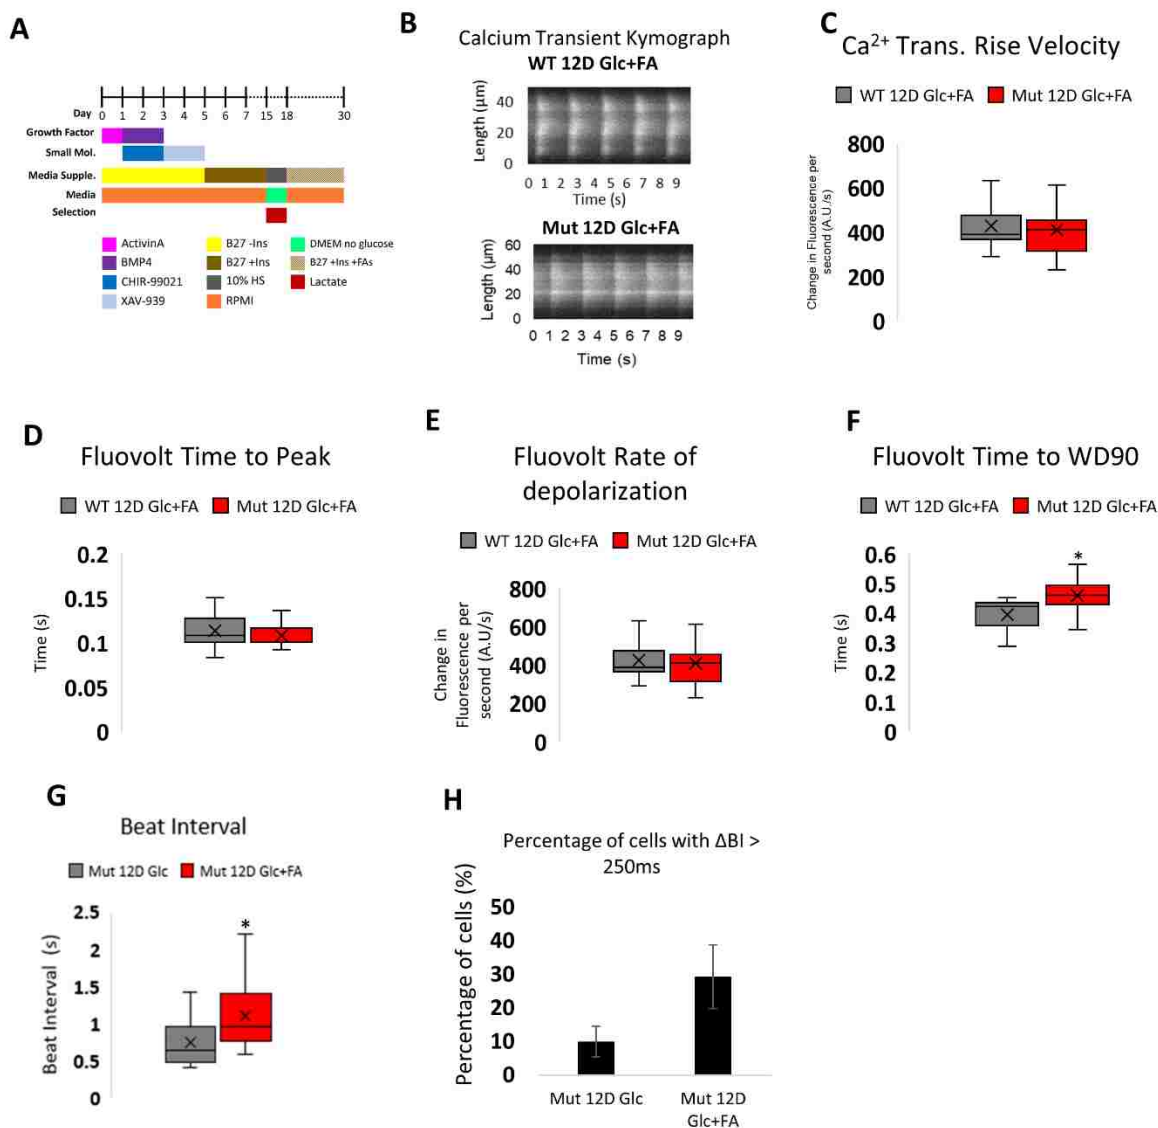 A
Day
0 1 2 3 4 5 6 7 15 18 30
Growth Factor
Small Mol.
Media Supple.
Media
Selection
ActivinA
B27 -Ins
DMEM no glucose
BMP4
B27 +Ins
B27 +Ins +FAs
CHIR-99021
10% HS
Lactate
XAV-939
RPMI
B
Calcium Transient Kymograph
WT 12D Glc+FA
Length (µm)
40
20
0
0 1 2 3 4 5 6 7 8 9
Time (s)
Mut 12D Glc+FA
Length (µm)
60
40
20
0
0 1 2 3 4 5 6 7 8 9
Time (s)
C
Ca²⁺ Trans. Rise Velocity
WT 12D Glc+FA Mut 12D Glc+FA
Change in Fluorescence per
second (A.U./s)
800
600
400
200
0
D
Fluovolt Time to Peak
WT 12D Glc+FA Mut 12D Glc+FA
Time (s)
0.2
0.15
0.1
0.05
0
E
Fluovolt Rate of
depolarization
WT 12D Glc+FA Mut 12D Glc+FA
Change in
Fluorescence per
second (A.U/s)
800
600
400
200
0
F
Fluovolt Time to WD90
WT 12D Glc+FA Mut 12D Glc+FA
Time (s)
0.6
0.5
0.4
0.3
0.2
0.1
0
*
G
Beat Interval
Mut 12D Glc Mut 12D Glc+FA
Beat Interval (s)
2.5
2
1.5
1
0.5
0
*
H
Percentage of cells with ΔBI >
250ms
Percentage of cells (%)
50
40
30
20
10
0
Mut 12D Glc
Mut 12D
Glc+FA